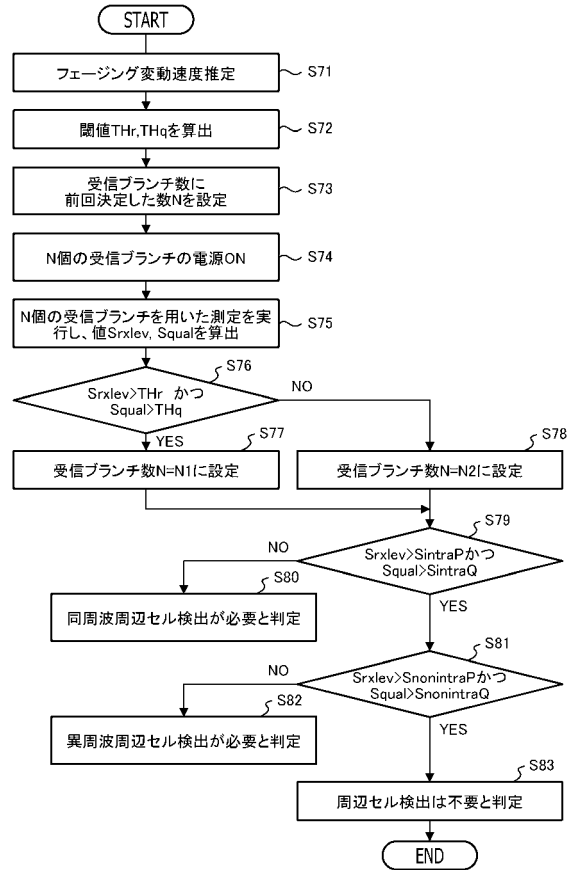 START
フェージング変動速度推定
S71
閾値THr,THqを算出
S72
受信ブランチ数に
前回決定した数Nを設定
S73
N個の受信ブランチの電源ON
S74
N個の受信ブランチを用いた測定を実
行し、値Srxlev, Squalを算出
S75
S76
Srxlev>THr かつ
Squal>THq
NO
YES
S77
受信ブランチ数N=N1に設定
S78
受信ブランチ数N=N2に設定
S79
Srxlev>SintraPかつ
Squal>SintraQ
NO
YES
S80
同周波周辺セル検出が必要と判定
S81
Srxlev>SnonintraPかつ
Squal>SnonintraQ
NO
YES
S82
異周波周辺セル検出が必要と判定
S83
周辺セル検出は不要と判定
END